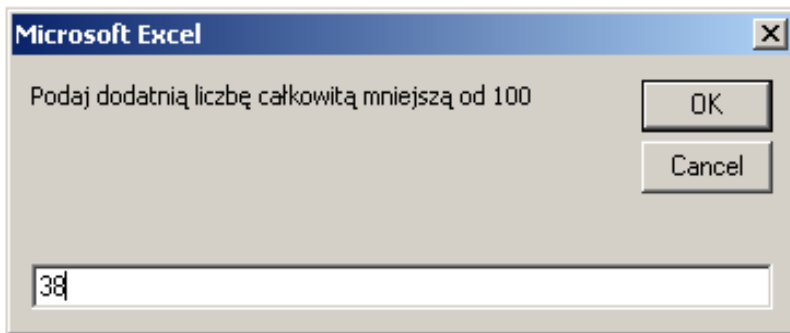 Microsoft Excel
Podaj dodatnią liczbę całkowitą mniejszą od 100
OK
Cancel
38